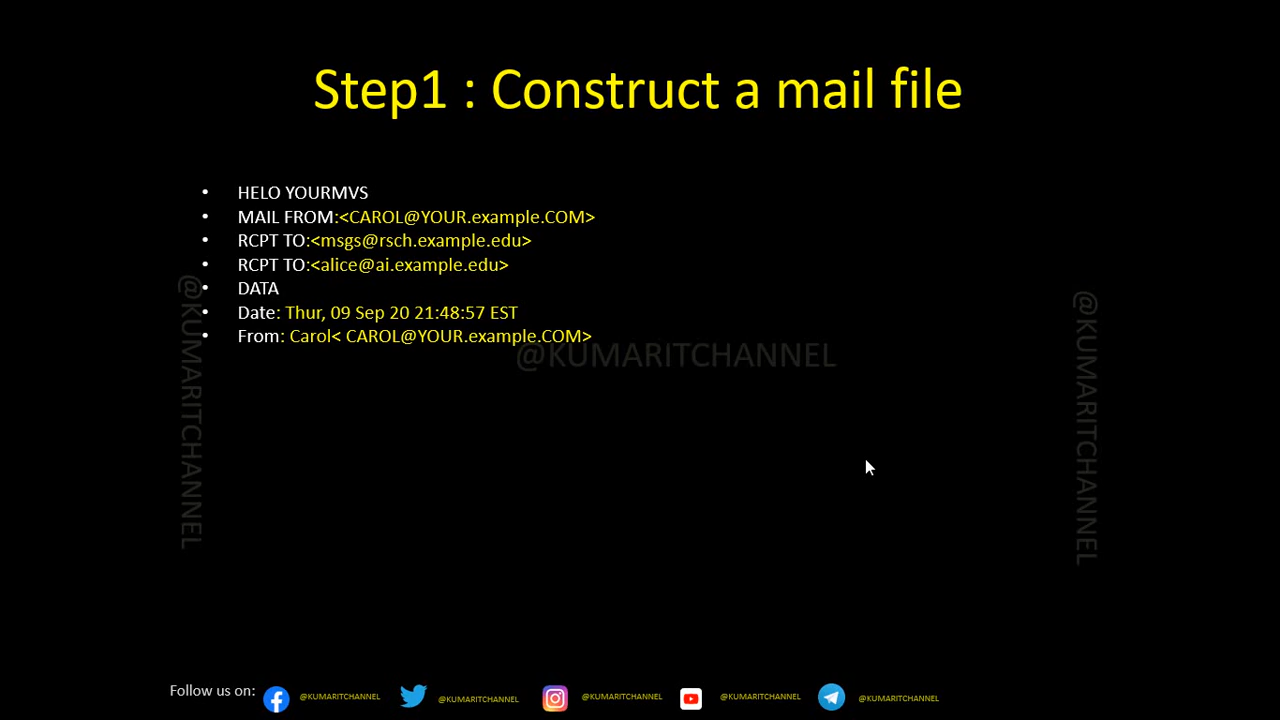 Step1 : Construct a mail file
• HELO YOURMVS
• MAIL FROM:<CAROL@YOUR.example.COM>
• RCPT TO:<msgs@rsch.example.edu>
• RCPT TO:<alice@ai.example.edu>
• DATA
• Date: Thur, 09 Sep 20 21:48:57 EST
• From: Carol< CAROL@YOUR.example.COM>
@KUMARITCHANNEL
@KUMARITCHANNEL
@KUMARITCHANNEL
Follow us on: @KUMARITCHANNEL @KUMARITCHANNEL @KUMARITCHANNEL @KUMARITCHANNEL @KUMARITCHANNEL